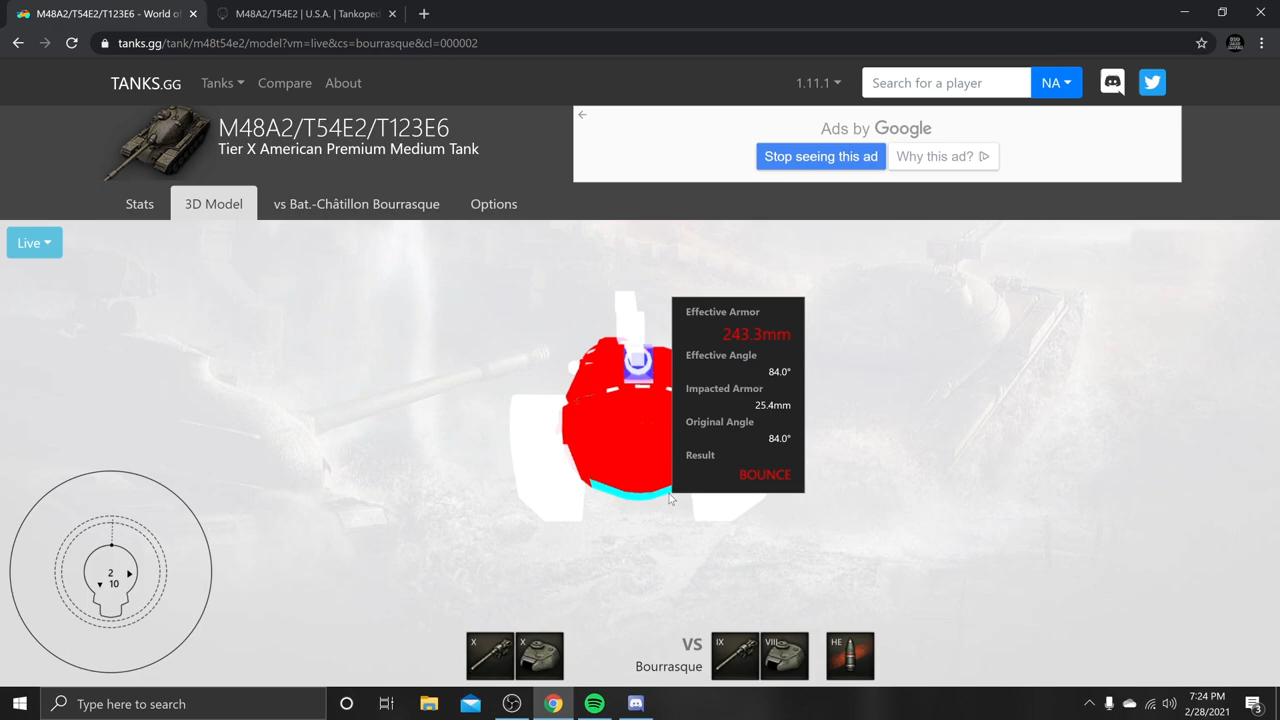 M48A2/T54E2/T123E6 - World of
M48A2/T54E2 | U.S.A. | Tankoped
tanks.gg/tank/m48t54e2/model?vm=live&cs=bourrasque&cl=000002
TANKS.GG
Tanks
Compare
About
1.11.1
Search for a player
NA
M48A2/T54E2/T123E6
Tier X American Premium Medium Tank
Ads by Google
Stop seeing this ad
Why this ad?
Stats
3D Model
vs Bat.-Châtillon Bourrasque
Options
Live
Effective Armor
243.3mm
Effective Angle
84.0°
Impacted Armor
25.4mm
Original Angle
84.0°
Result
BOUNCE
2
10
X
X
VS
Bourrasque
IX
VIII
HE
Type here to search
7:24 PM
2/28/2021
3